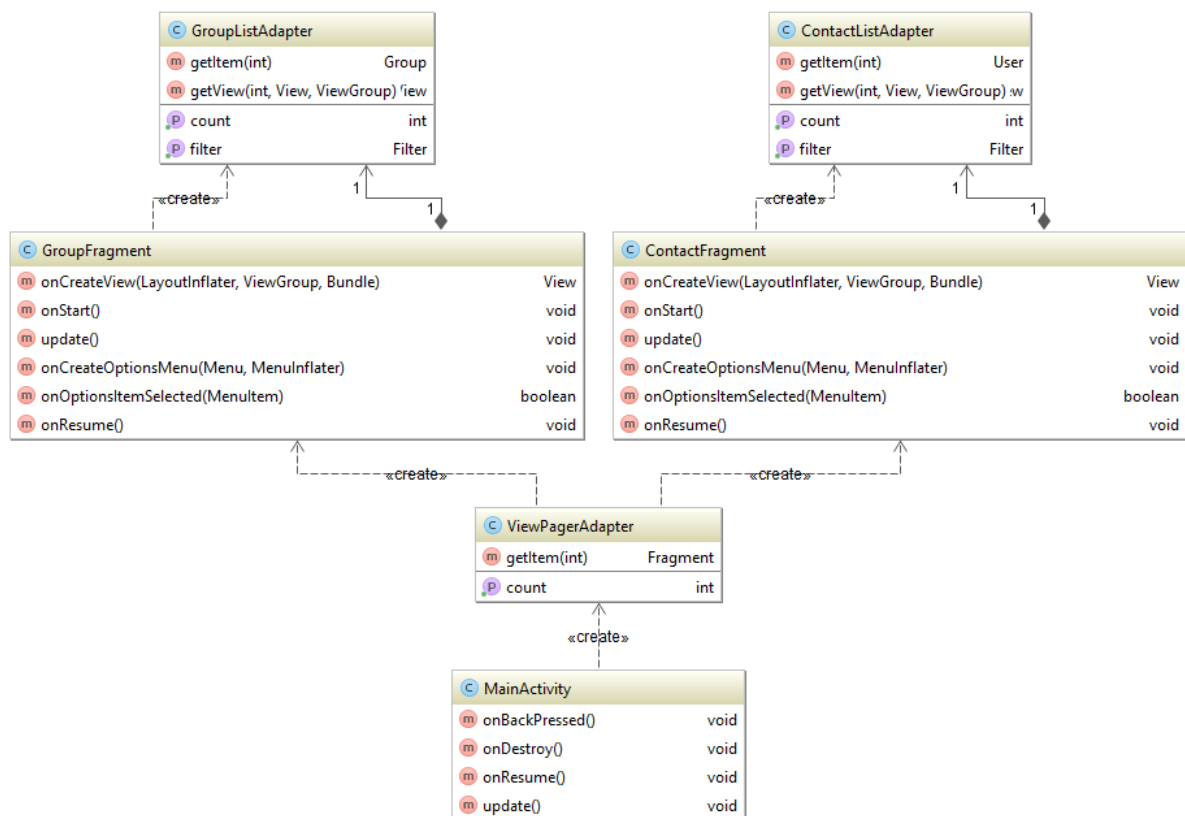 C GroupListAdapter
m getItem(int) Group
m getView(int, View, ViewGroup) View
P count int
P filter Filter
C ContactListAdapter
m getItem(int) User
m getView(int, View, ViewGroup) :w
P count int
P filter Filter
«create»
1
1
«create»
1
1
C GroupFragment
m onCreateView(LayoutInflater, ViewGroup, Bundle) View
m onStart() void
m update() void
m onCreateOptionsMenu(Menu, MenuInflater) void
m onOptionsItemSelected(MenuItem) boolean
m onResume() void
C ContactFragment
m onCreateView(LayoutInflater, ViewGroup, Bundle) View
m onStart() void
m update() void
m onCreateOptionsMenu(Menu, MenuInflater) void
m onOptionsItemSelected(MenuItem) boolean
m onResume() void
«create»
«create»
C ViewPagerAdapter
m getItem(int) Fragment
P count int
«create»
C MainActivity
m onBackPressed() void
m onDestroy() void
m onResume() void
m update() void